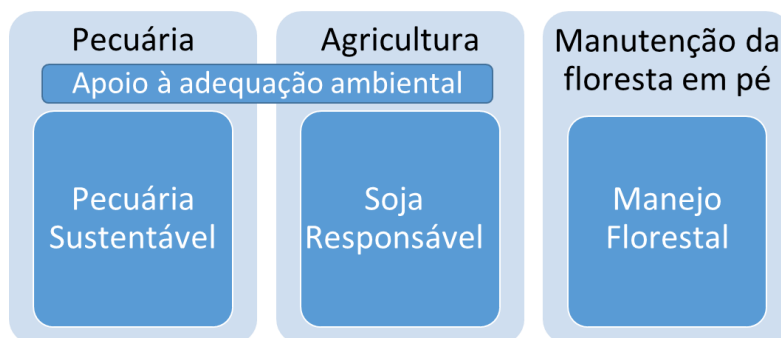 Pecuária
Agricultura
Manutenção da
floresta em pé
Apoio à adequação ambiental
Pecuária
Sustentável
Soja
Responsável
Manejo
Florestal